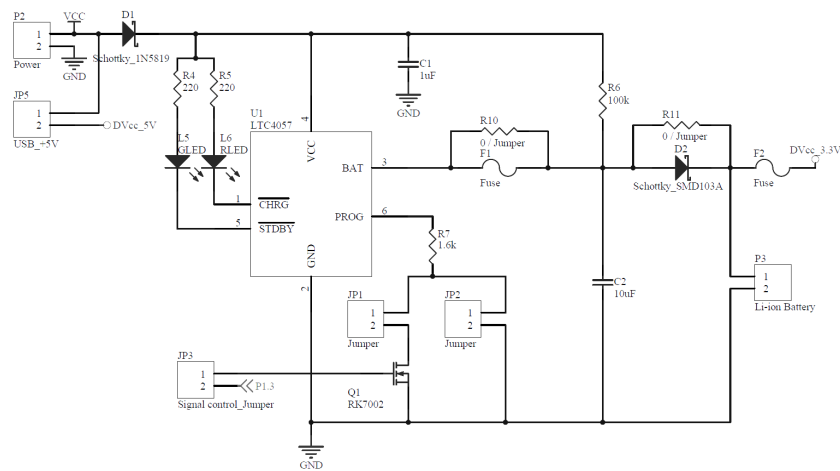 P2
1
2
Power
VCC
GND
D1
Schottky_1N5819
JP5
1
2
USB_+5V
DVcc_5V
R4
220
R5
220
L5
GLED
L6
RLED
U1
LTC4057
4
VCC
BAT
3
PROG
6
1
CHRG
5
STDBY
GND
2
C1
1uF
GND
R10
0 / Jumper
F1
Fuse
R6
100k
R11
0 / Jumper
D2
Schottky_SMD103A
F2
Fuse
DVcc_3.3V
R7
1.6k
C2
10uF
P3
1
2
Li-ion Battery
JP1
1
2
Jumper
JP2
1
2
Jumper
JP3
1
2
P1.3
Signal control_Jumper
Q1
RK7002
GND